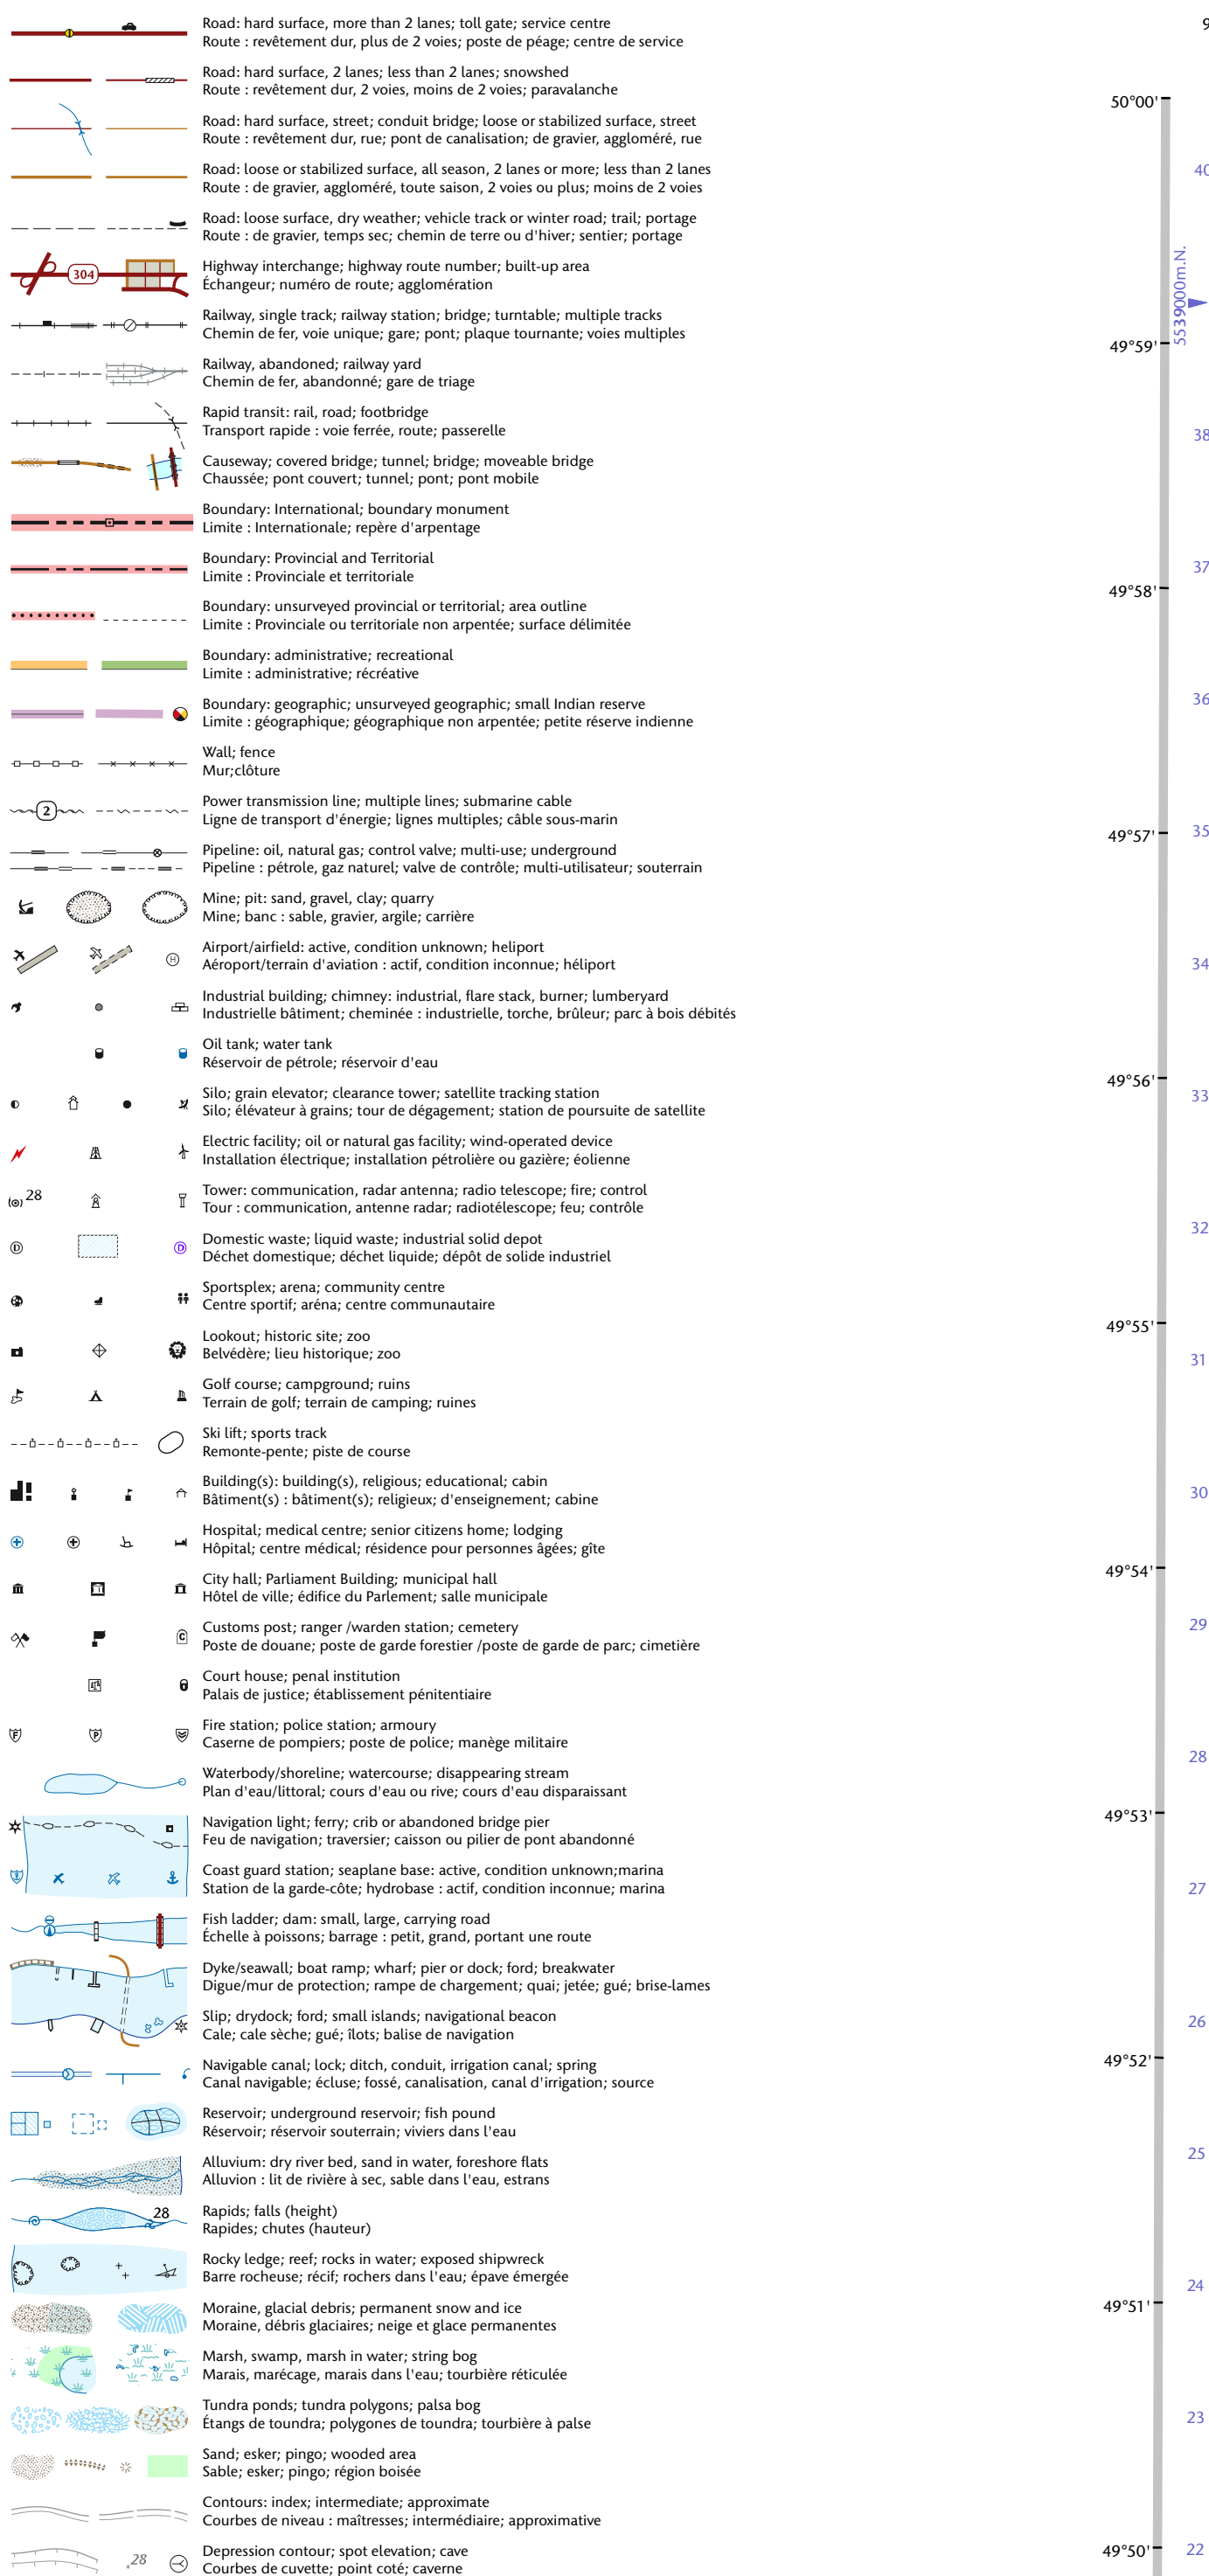 Road: hard surface, more than 2 lanes; toll gate; service centre
Route : revêtement dur, plus de 2 voies; poste de péage; centre de service
Road: hard surface, 2 lanes; less than 2 lanes; snowshed
Route : revêtement dur, 2 voies, moins de 2 voies; paravalanche
Road: hard surface, street; conduit bridge; loose or stabilized surface, street
Route : revêtement dur, rue; pont de canalisation; de gravier, aggloméré, rue
Road: loose or stabilized surface, all season, 2 lanes or more; less than 2 lanes
Route : de gravier, aggloméré, toute saison, 2 voies ou plus; moins de 2 voies
Road: loose surface, dry weather; vehicle track or winter road; trail; portage
Route : de gravier, temps sec; chemin de terre ou d'hiver; sentier; portage
304
Highway interchange; highway route number; built-up area
Échangeur; numéro de route; agglomération
Railway, single track; railway station; bridge; turntable; multiple tracks
Chemin de fer, voie unique; gare; pont; plaque tournante; voies multiples
Railway, abandoned; railway yard
Chemin de fer, abandonné; gare de triage
Rapid transit: rail, road; footbridge
Transport rapide : voie ferrée, route; passerelle
Causeway; covered bridge; tunnel; bridge; moveable bridge
Chaussée; pont couvert; tunnel; pont; pont mobile
Boundary: International; boundary monument
Limite : Internationale; repère d'arpentage
Boundary: Provincial and Territorial
Limite : Provinciale et territoriale
Boundary: unsurveyed provincial or territorial; area outline
Limite : Provinciale ou territoriale non arpentée; surface délimitée
Boundary: administrative; recreational
Limite : administrative; récréative
Boundary: geographic; unsurveyed geographic; small Indian reserve
Limite : géographique; géographique non arpentée; petite réserve indienne
Wall; fence
Mur;clôture
2
Power transmission line; multiple lines; submarine cable
Ligne de transport d'énergie; lignes multiples; câble sous-marin
Pipeline: oil, natural gas; control valve; multi-use; underground
Pipeline : pétrole, gaz naturel; valve de contrôle; multi-utilisateur; souterrain
Mine; pit: sand, gravel, clay; quarry
Mine; banc : sable, gravier, argile; carrière
H
Airport/airfield: active, condition unknown; heliport
Aéroport/terrain d'aviation : actif, condition inconnue; héliport
Industrial building; chimney: industrial, flare stack, burner; lumberyard
Industrielle bâtiment; cheminée : industrielle, torche, brûleur; parc à bois débités
Oil tank; water tank
Réservoir de pétrole; réservoir d'eau
Silo; grain elevator; clearance tower; satellite tracking station
Silo; élévateur à grains; tour de dégagement; station de poursuite de satellite
Electric facility; oil or natural gas facility; wind-operated device
Installation électrique; installation pétrolière ou gazière; éolienne
28
Tower: communication, radar antenna; radio telescope; fire; control
Tour : communication, antenne radar; radiotélescope; feu; contrôle
D D
Domestic waste; liquid waste; industrial solid depot
Déchet domestique; déchet liquide; dépôt de solide industriel
Sportsplex; arena; community centre
Centre sportif; aréna; centre communautaire
Lookout; historic site; zoo
Belvédère; lieu historique; zoo
Golf course; campground; ruins
Terrain de golf; terrain de camping; ruines
Ski lift; sports track
Remonte-pente; piste de course
Building(s): building(s), religious; educational; cabin
Bâtiment(s) : bâtiment(s); religieux; d'enseignement; cabine
Hospital; medical centre; senior citizens home; lodging
Hôpital; centre médical; résidence pour personnes âgées; gîte
City hall; Parliament Building; municipal hall
Hôtel de ville; édifice du Parlement; salle municipale
C
Customs post; ranger /warden station; cemetery
Poste de douane; poste de garde forestier /poste de garde de parc; cimetière
Court house; penal institution
Palais de justice; établissement pénitentiaire
F P
Fire station; police station; armoury
Caserne de pompiers; poste de police; manège militaire
Waterbody/shoreline; watercourse; disappearing stream
Plan d'eau/littoral; cours d'eau ou rive; cours d'eau disparaissant
Navigation light; ferry; crib or abandoned bridge pier
Feu de navigation; traversier; caisson ou pilier de pont abandonné
Coast guard station; seaplane base: active, condition unknown;marina
Station de la garde-côte; hydrobase : actif, condition inconnue; marina
Fish ladder; dam: small, large, carrying road
Échelle à poissons; barrage : petit, grand, portant une route
Dyke/seawall; boat ramp; wharf; pier or dock; ford; breakwater
Digue/mur de protection; rampe de chargement; quai; jetée; gué; brise-lames
Slip; drydock; ford; small islands; navigational beacon
Cale; cale sèche; gué; îlots; balise de navigation
Navigable canal; lock; ditch, conduit, irrigation canal; spring
Canal navigable; écluse; fossé, canalisation, canal d'irrigation; source
Reservoir; underground reservoir; fish pound
Réservoir; réservoir souterrain; viviers dans l'eau
Alluvium: dry river bed, sand in water, foreshore flats
Alluvion : lit de rivière à sec, sable dans l'eau, estrans
28
Rapids; falls (height)
Rapides; chutes (hauteur)
Rocky ledge; reef; rocks in water; exposed shipwreck
Barre rocheuse; récif; rochers dans l'eau; épave émergée
Moraine, glacial debris; permanent snow and ice
Moraine, débris glaciaires; neige et glace permanentes
Marsh, swamp, marsh in water; string bog
Marais, marécage, marais dans l'eau; tourbière réticulée
Tundra ponds; tundra polygons; palsa bog
Étangs de toundra; polygones de toundra; tourbière à palse
Sand; esker; pingo; wooded area
Sable; esker; pingo; région boisée
Contours: index; intermediate; approximate
Courbes de niveau : maîtresses; intermédiaire; approximative
28
Depression contour; spot elevation; cave
Courbes de cuvette; point coté; caverne
9
50°00'
40
5539000m.N.
49°59'
38
37
49°58'
36
35
49°57'
34
49°56'
33
32
49°55'
31
30
49°54'
29
28
49°53'
27
26
49°52'
25
24
49°51'
23
49°50'
22